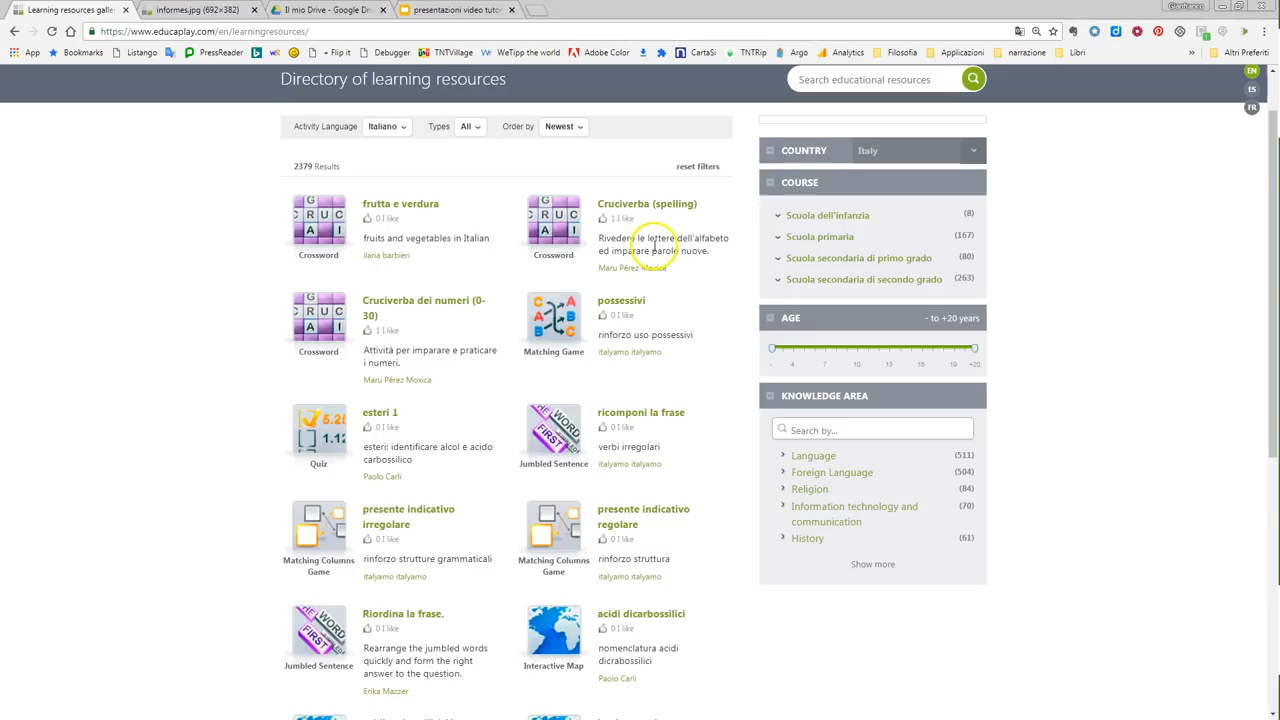 Learning resources galle
informes.jpg (692×382)
Il mio Drive - Google Dri
presentazioni video tutor
Gianfranco
https://www.educaplay.com/en/learningresources/
App
Bookmarks
Listango
PressReader
+ Flip it
Debugger
TNTVillage
WeTipp the world
Adobe Color
CartaSi
TNTRip
Argo
Analytics
Filosofia
Applicazioni
narrazione
Libri
»
Altri Preferiti
Directory of learning resources
Search educational resources
EN
ES
FR
Activity Language Italiano Types All Order by Newest
2379 Results
reset filters
frutta e verdura
0 I like
fruits and vegetables in Italian
ilaria barbieri
Crossword
Cruciverba (spelling)
1 I like
Rivedere le lettere dell'alfabeto
ed imparare parole nuove.
Maru Pérez Moxica
Crossword
Cruciverba dei numeri (0-
30)
1 I like
Attività per imparare e praticare
i numeri.
Maru Pérez Moxica
Crossword
possessivi
0 I like
rinforzo uso possessivi
italyamo italyamo
Matching Game
esteri 1
0 I like
esteri: identificare alcol e acido
carbossilico
Paolo Carli
Quiz
ricomponi la frase
0 I like
verbi irregolari
italyamo italyamo
Jumbled Sentence
presente indicativo
irregolare
0 I like
rinforzo strutture grammaticali
italyamo italyamo
Matching Columns
Game
presente indicativo
regolare
0 I like
rinforzo struttura
italyamo italyamo
Matching Columns
Game
Riordina la frase.
0 I like
Rearrange the jumbled words
quickly and form the right
answer to the question.
Erika Mazzer
Jumbled Sentence
acidi dicarbossilici
0 I like
nomenclatura acidi
dicrabossilici
Paolo Carli
Interactive Map
COUNTRY Italy
COURSE
Scuola dell'infanzia (8)
Scuola primaria (167)
Scuola secondaria di primo grado (80)
Scuola secondaria di secondo grado (263)
AGE - to +20 years
- 4 7 10 13 16 19 +20
KNOWLEDGE AREA
Search by...
Language (511)
Foreign Language (504)
Religion (84)
Information technology and (70)
communication
History (61)
Show more